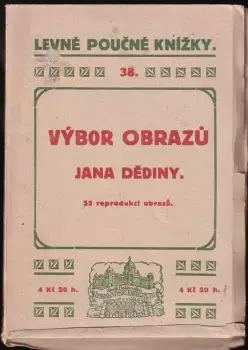 LEVNÉ POUČNÉ KNÍŽKY.
38.
VÝBOR OBRAZŮ
JANA DĚDINY.
55 reprodukcí obrazů.
4 Kč 20 h.
4 Kč 20 h.